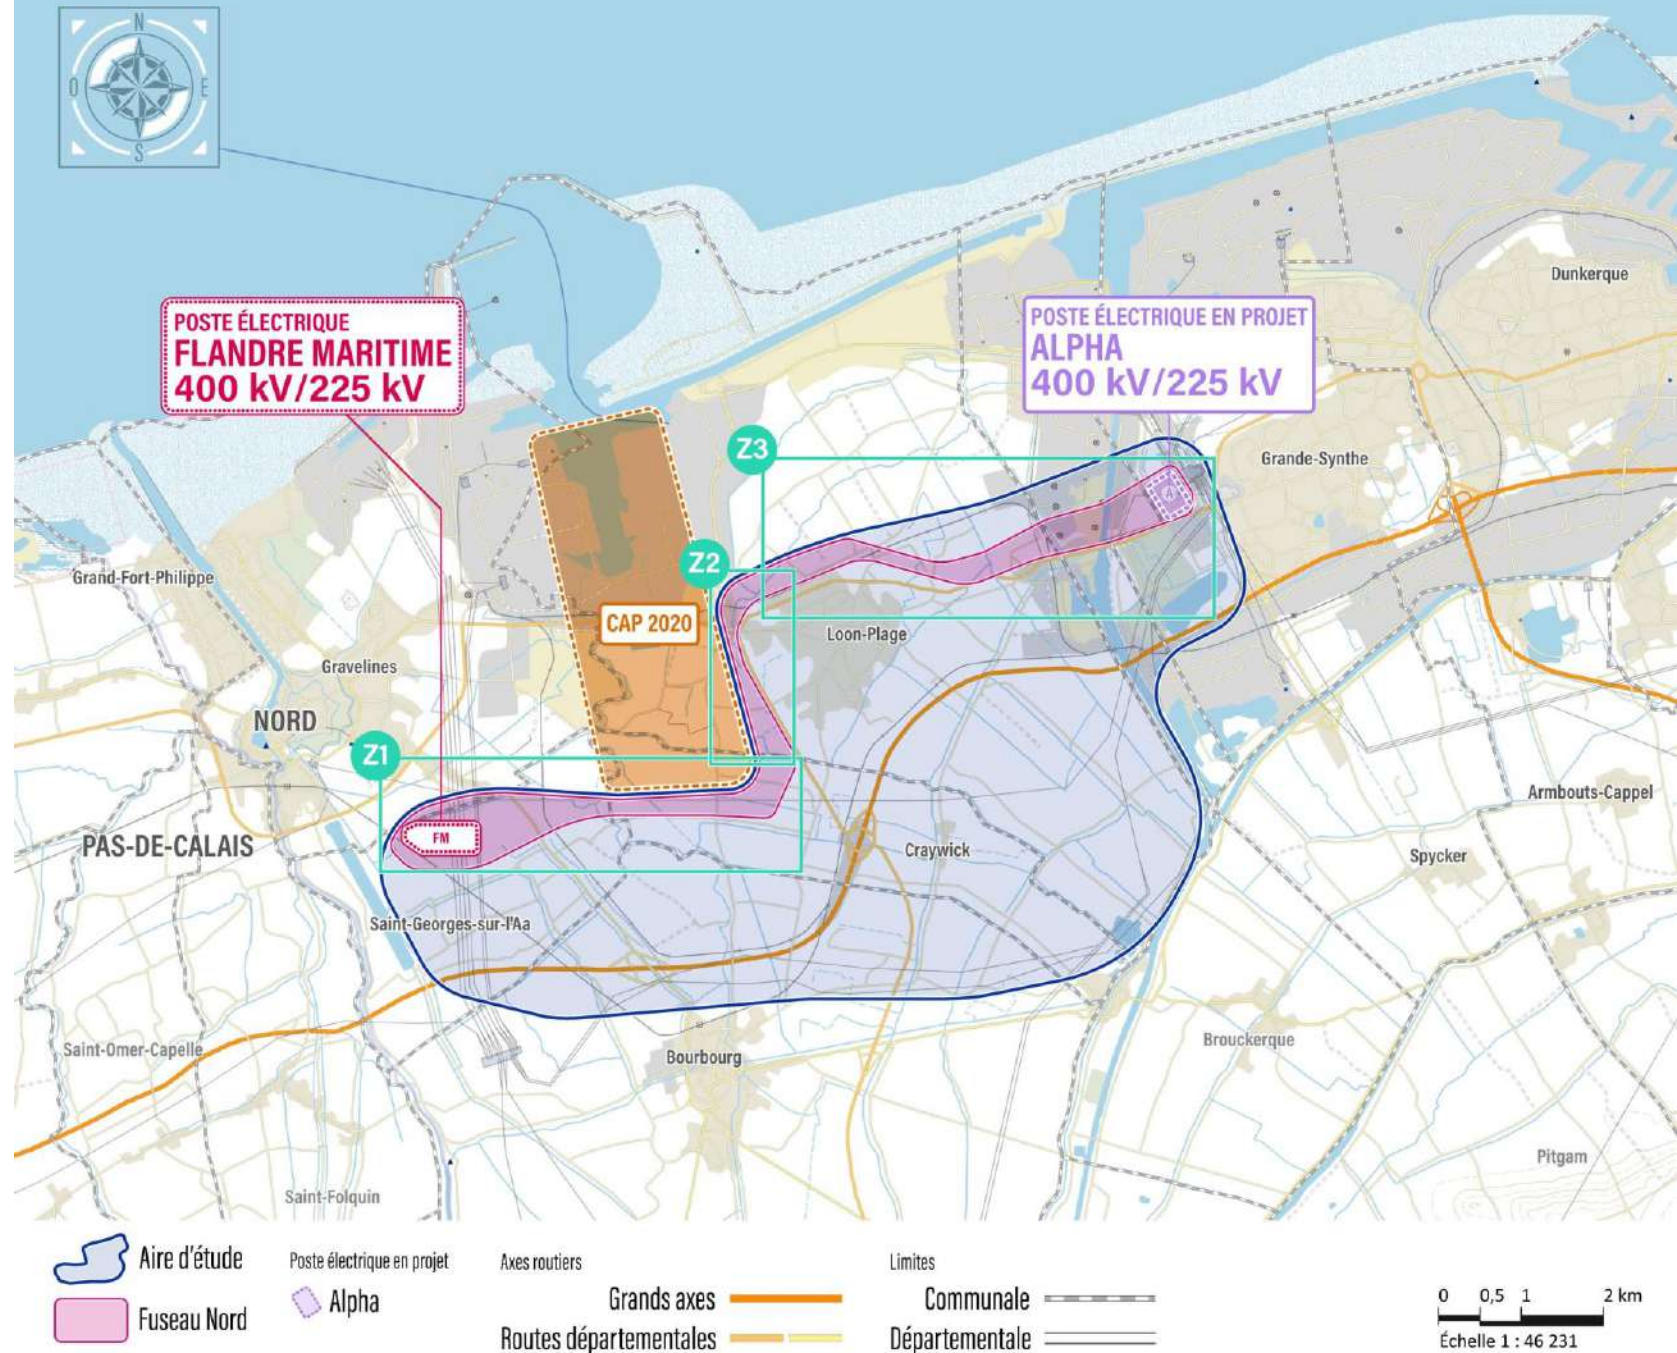 N
O
E
S
Dunkerque
POSTE ÉLECTRIQUE
FLANDRE MARITIME
400 kV/225 kV
POSTE ÉLECTRIQUE EN PROJET
ALPHA
400 kV/225 kV
Z3
Grande-Synthe
A
Z2
Grand-Fort-Philippe
CAP 2020
Loon-Plage
Gravelines
NORD
Z1
Armbouts-Cappel
PAS-DE-CALAIS
FM
Craywick
Spycker
Saint-Georges-sur-l'Aa
Saint-Omer-Capelle
Bourbourg
Brouckerque
Pitgam
Saint-Folquin
Aire d'étude
Fuseau Nord
Poste électrique en projet
Alpha
Axes routiers
Grands axes
Routes départementales
Limites
Communale
Départementale
0 0,5 1 2 km
Échelle 1 : 46 231